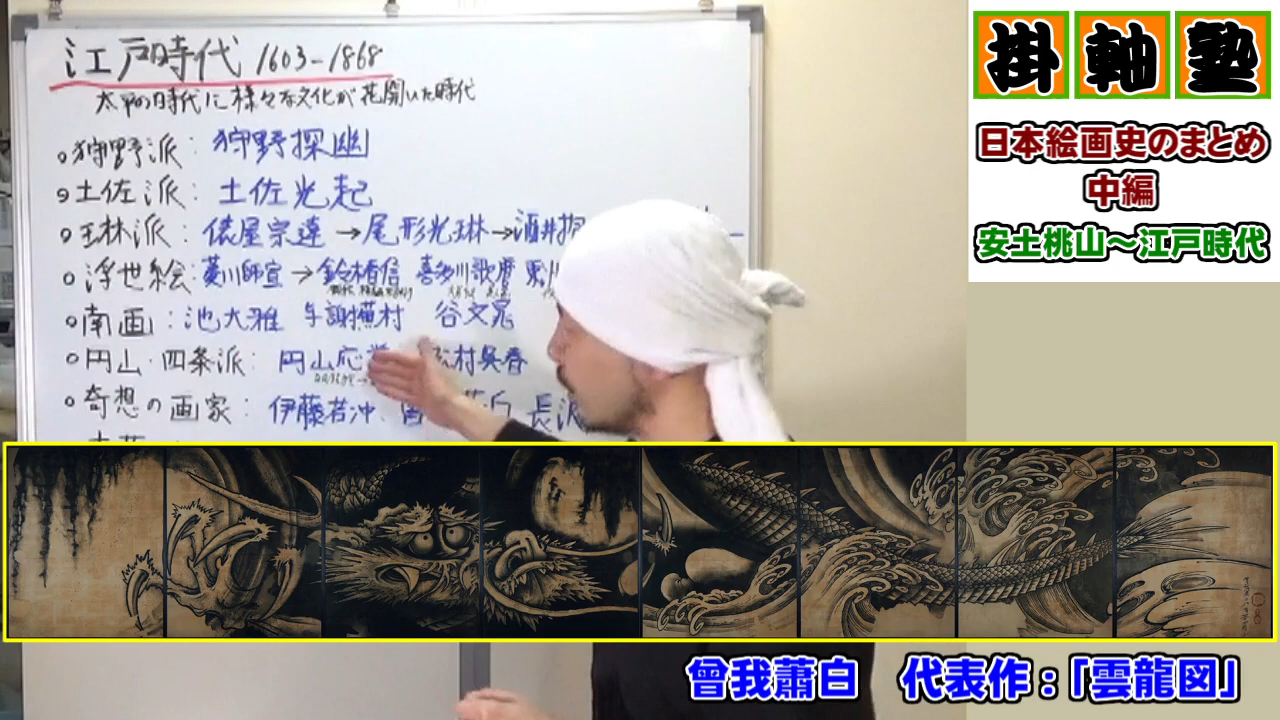 江戸時代 1603-1868
太平の時代に様々な文化が花開いた時代
狩野派: 狩野探幽
土佐派: 土佐光起
琳派: 俵屋宗達→尾形光琳→酒井抱
浮世絵: 菱川師宣→鈴木春信 喜多川歌麿
南画: 池大雅 与謝蕪村 谷文晁
円山・四条派: 円山応 松村呉春
奇想の画家: 伊藤若冲、曽 蕭白 長沢
掛軸塾
日本絵画史のまとめ
中編
安土桃山～江戸時代
曾我蕭白 代表作:「雲龍図」